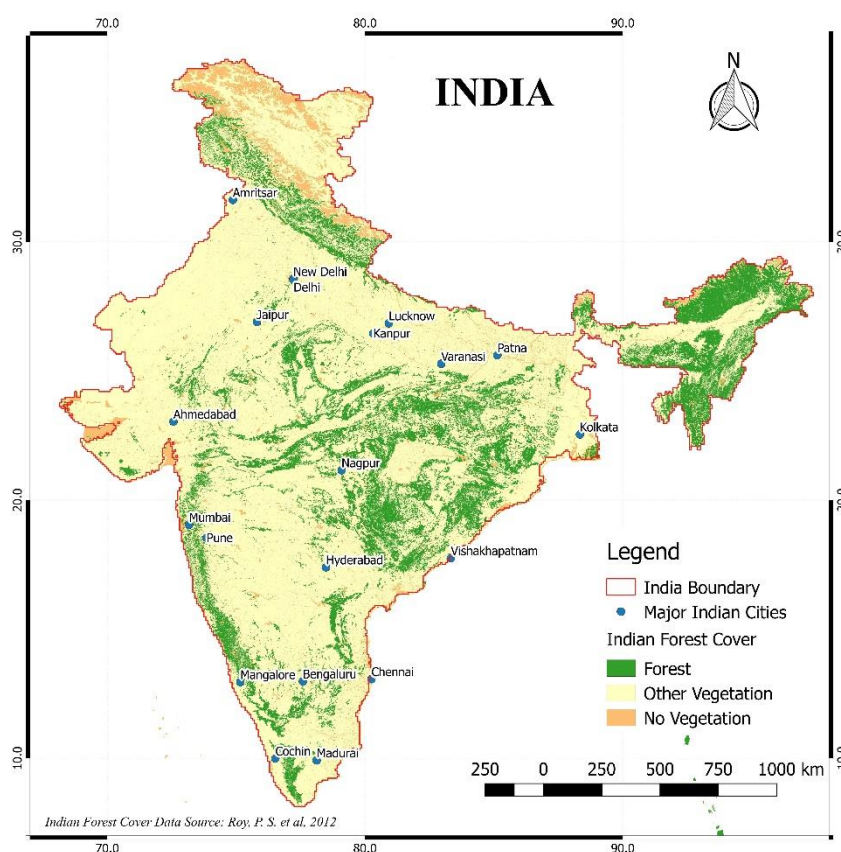 70.0 80.0 90.0
INDIA
N
Amritsar
30.0
New Delhi
Delhi
Jaipur
Lucknow
Kanpur
Varanasi
Patna
Ahmedabad
Kolkata
Nagpur
20.0
Mumbai
Pune
Vishakhapatnam
Hyderabad
Legend
India Boundary
Major Indian Cities
Indian Forest Cover
Forest
Other Vegetation
No Vegetation
Mangalore
Bengaluru
Chennai
Cochin
Madurai
10.0
10.0
250 0 250 500 750 1000 km
Indian Forest Cover Data Source: Roy, P. S. et al, 2012
70.0 80.0 90.0